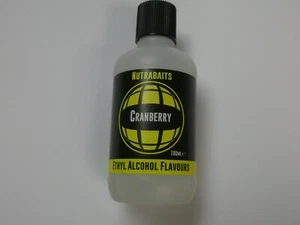 NUTRABAITS
CRANBERRY
100ml
ETHYL ALCOHOL FLAVOURS